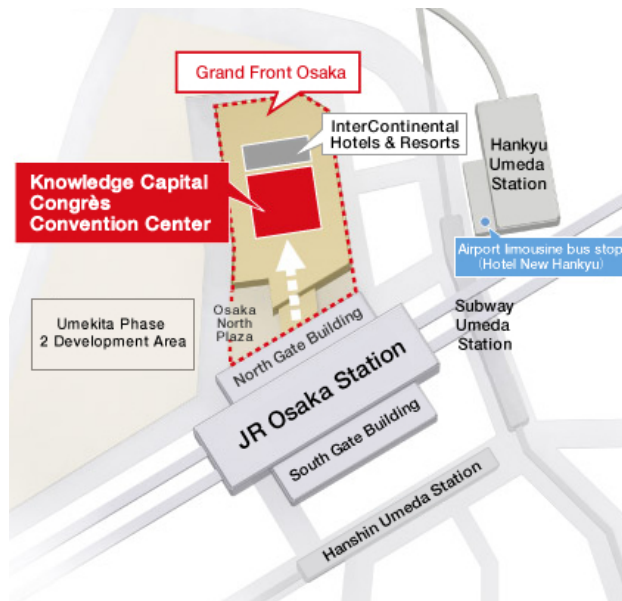 Grand Front Osaka
InterContinental
Hotels & Resorts
Hankyu
Umeda
Station
Knowledge Capital
Congrès
Convention Center
Airport limousine bus stop
(Hotel New Hankyu)
Osaka
North
Plaza
Umekita Phase
2 Development Area
Subway
Umeda
Station
North Gate Building
JR Osaka Station
South Gate Building
Hanshin Umeda Station